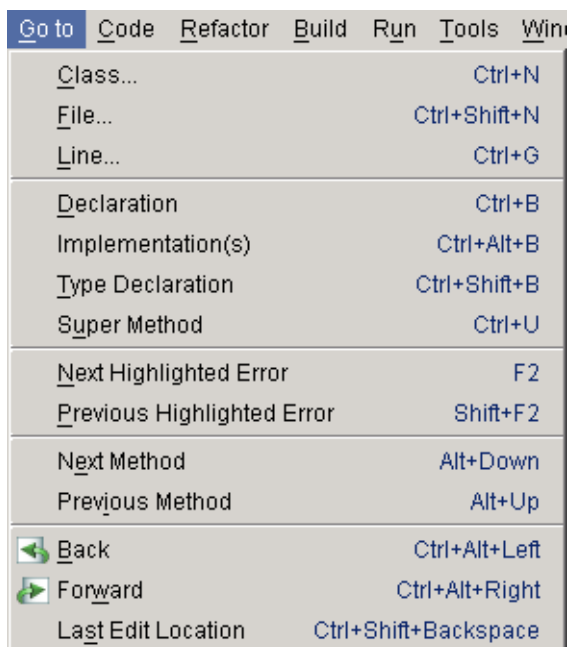 Go to Code Refactor Build Run Tools
Class... Ctrl+N
File... Ctrl+Shift+N
Line... Ctrl+G
Declaration Ctrl+B
Implementation(s) Ctrl+Alt+B
Type Declaration Ctrl+Shift+B
Super Method Ctrl+U
Next Highlighted Error F2
Previous Highlighted Error Shift+F2
Next Method Alt+Down
Previous Method Alt+Up
Back Ctrl+Alt+Left
Forward Ctrl+Alt+Right
Last Edit Location Ctrl+Shift+Backspace